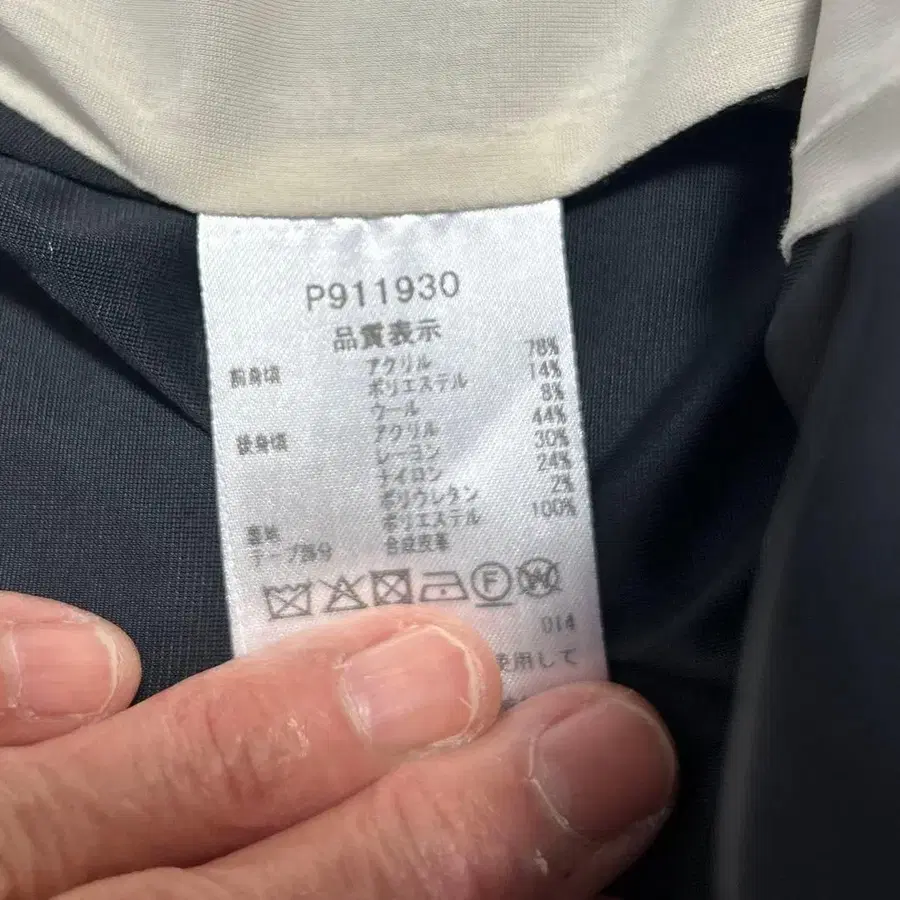 P911930
品質表示
前身頃 アクリル 78%
ポリエステル 14%
ウール 8%
後身頃 アクリル 44%
レーヨン 30%
ナイロン 24%
ポリウレタン 2%
裏地 ポリエステル 100%
テープ部分 合成皮革
F W
014
使用して